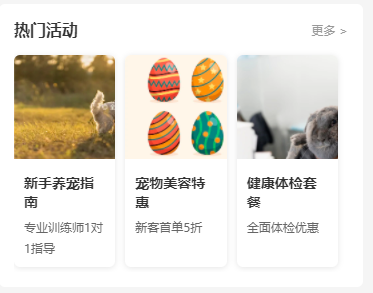 热门活动
更多 >
新手养宠指
南
专业训练师1对
1指导
宠物美容特
惠
新客首单5折
健康体检套
餐
全面体检优惠